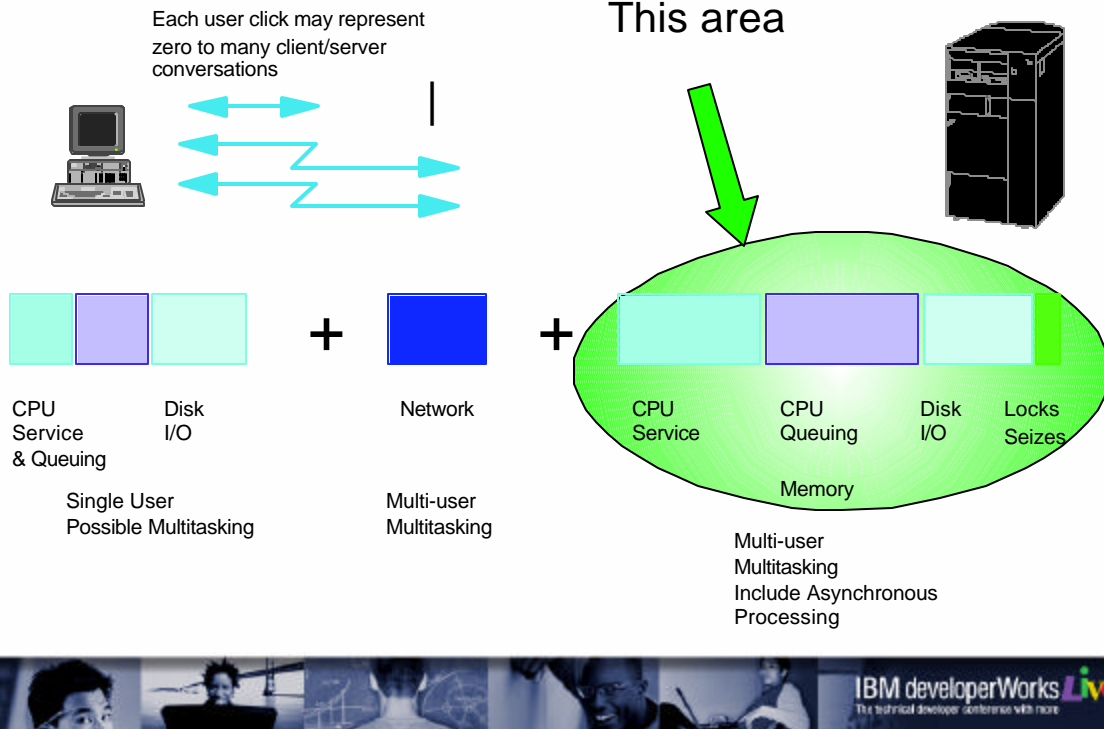 Each user click may represent
zero to many client/server
conversations
This area
+
+
CPU
Service
& Queuing
Disk
I/O
Single User
Possible Multitasking
Network
Multi-user
Multitasking
CPU
Service
CPU
Queuing
Disk
I/O
Locks
Seizes
Memory
Multi-user
Multitasking
Include Asynchronous
Processing
IBM developerWorks Live
The technical developer conference with more